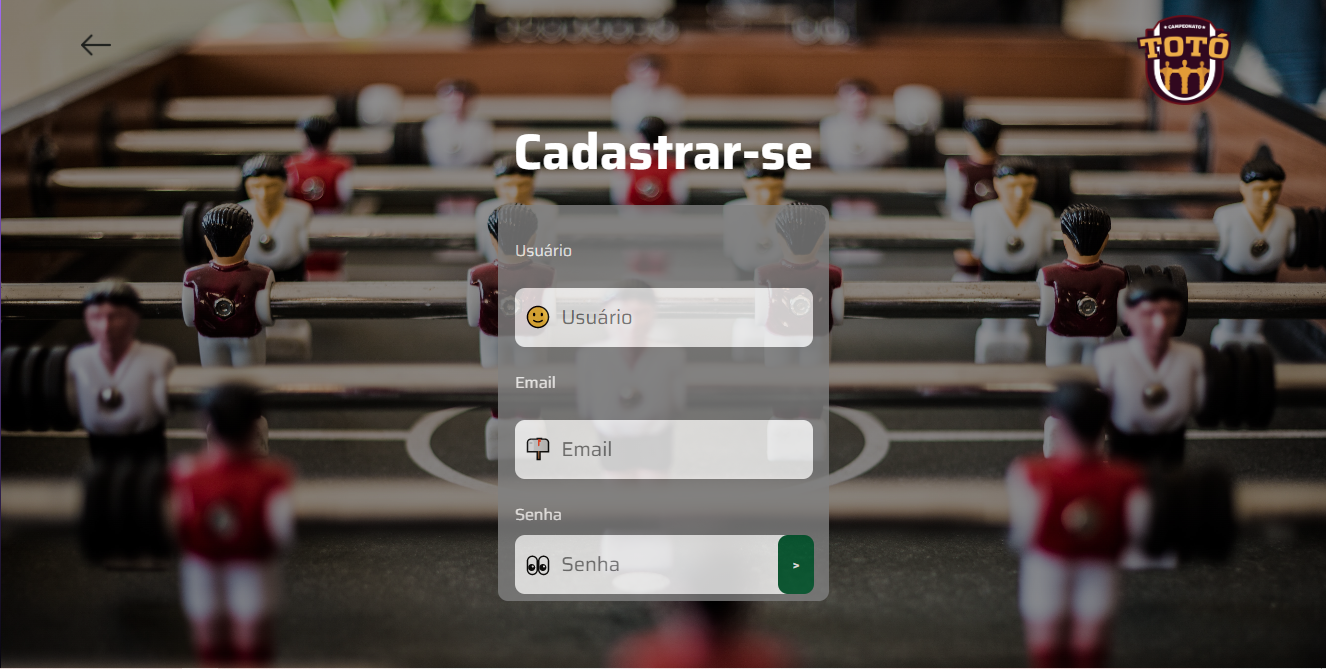 CAMPEONATO
TOTÓ
Cadastrar-se
Usuário
Usuário
Email
Email
Senha
Senha
>